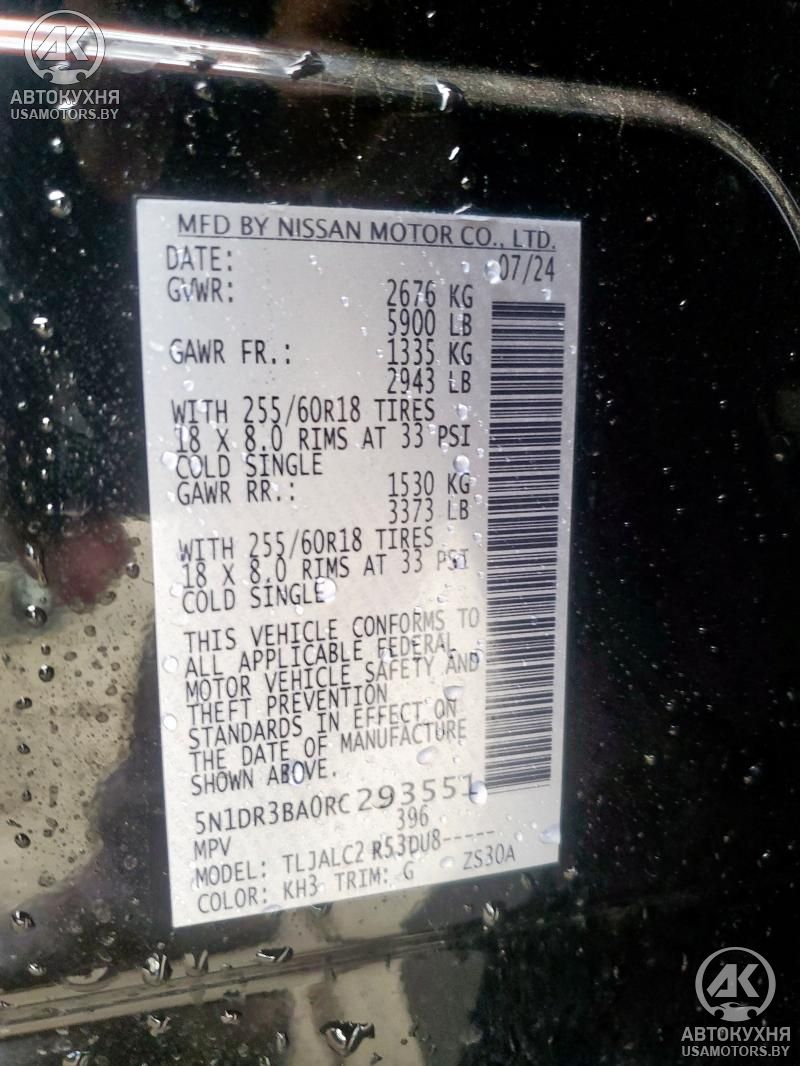 AK
АВТОКУХНЯ
USAMOTORS.BY
MFD BY NISSAN MOTOR CO., LTD.
DATE: 07/24
GVWR: 2676 KG
5900 LB
GAWR FR.: 1335 KG
2943 LB
WITH 255/60R18 TIRES
18 X 8.0 RIMS AT 33 PSI
COLD SINGLE
GAWR RR.: 1530 KG
3373 LB
WITH 255/60R18 TIRES
18 X 8.0 RIMS AT 33 PSI
COLD SINGLE
THIS VEHICLE CONFORMS TO
ALL APPLICABLE FEDERAL
MOTOR VEHICLE SAFETY AND
THEFT PREVENTION
STANDARDS IN EFFECT ON
THE DATE OF MANUFACTURE
SHOWN ABOVE.
5N1DR3BA0RC293551
MPV 396
MODEL: TLJALC2 R53DU8-----
COLOR: KH3 TRIM: G ZS30A
AK
АВТОКУХНЯ
USAMOTORS.BY